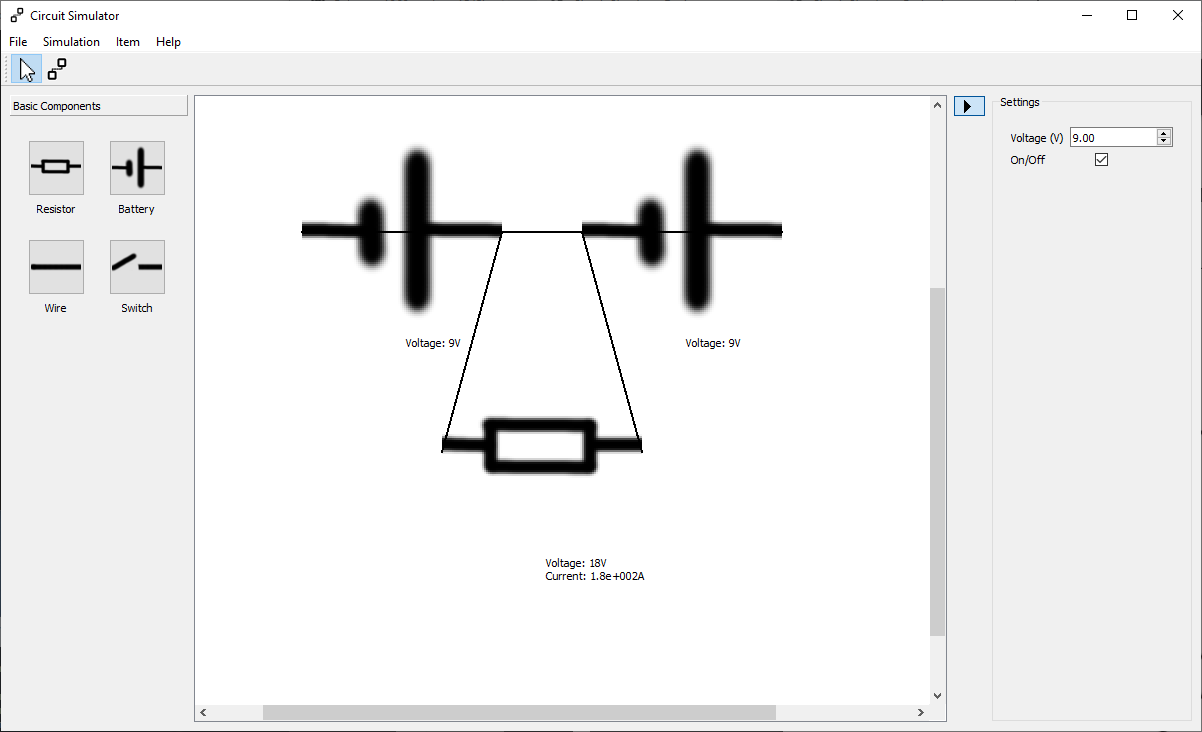 Circuit Simulator
File Simulation Item Help
Basic Components
Resistor Battery
Wire Switch
Voltage: 9V
Voltage: 9V
Voltage: 18V
Current: 1.8e+002A
Settings
Voltage (V) 9.00
On/Off